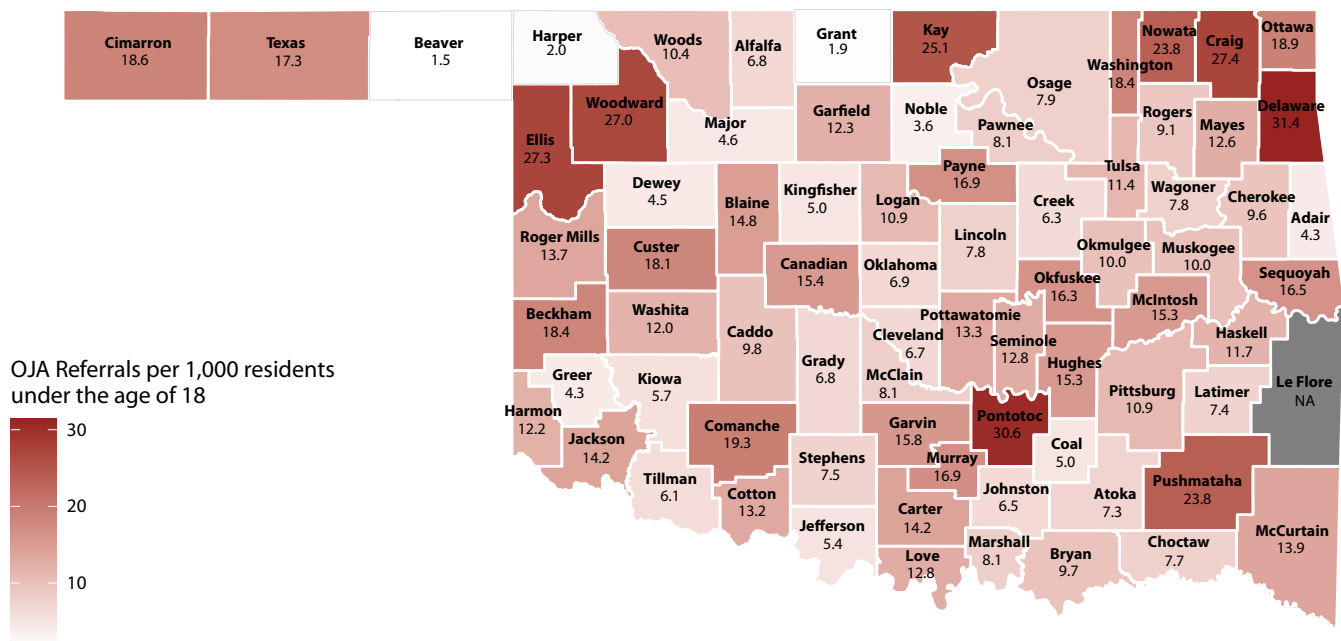 Cimarron
18.6
Texas
17.3
Beaver
1.5
Harper
2.0
Woods
10.4
Alfalfa
6.8
Grant
1.9
Kay
25.1
Osage
7.9
Washington
18.4
Nowata
23.8
Craig
27.4
Ottawa
18.9
Ellis
27.3
Woodward
27.0
Major
4.6
Garfield
12.3
Noble
3.6
Pawnee
8.1
Rogers
9.1
Mayes
12.6
Delaware
31.4
Dewey
4.5
Blaine
14.8
Kingfisher
5.0
Logan
10.9
Payne
16.9
Creek
6.3
Tulsa
11.4
Wagoner
7.8
Cherokee
9.6
Adair
4.3
Roger Mills
13.7
Custer
18.1
Canadian
15.4
Oklahoma
6.9
Lincoln
7.8
Okfuskee
16.3
Okmulgee
10.0
Muskogee
10.0
Sequoyah
16.5
Beckham
18.4
Washita
12.0
Caddo
9.8
Grady
6.8
Cleveland
6.7
McClain
8.1
Pottawatomie
13.3
Seminole
12.8
Hughes
15.3
McIntosh
15.3
Haskell
11.7
Pittsburg
10.9
Latimer
7.4
Le Flore
NA
Greer
4.3
Kiowa
5.7
Harmon
12.2
Jackson
14.2
Comanche
19.3
Garvin
15.8
Pontotoc
30.6
Coal
5.0
Tillman
6.1
Cotton
13.2
Stephens
7.5
Murray
16.9
Johnston
6.5
Atoka
7.3
Pushmataha
23.8
McCurtain
13.9
Jefferson
5.4
Carter
14.2
Love
12.8
Marshall
8.1
Bryan
9.7
Choctaw
7.7
OJA Referrals per 1,000 residents
under the age of 18
30
20
10